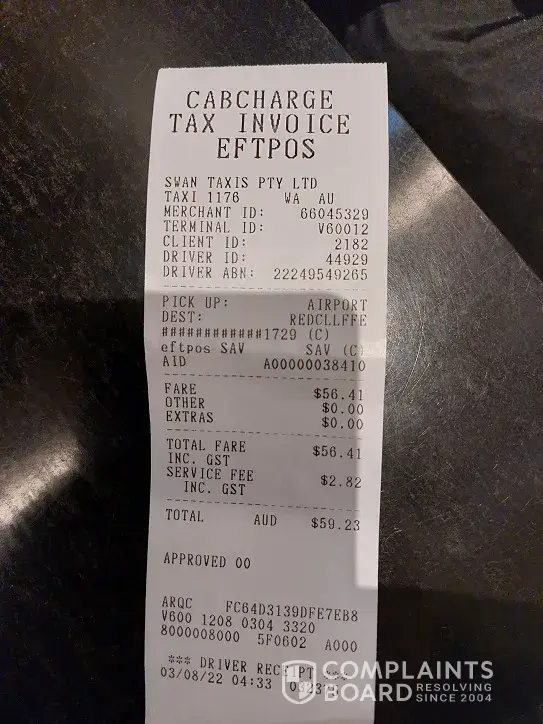 CABCHARGE
TAX INVOICE
EFTPOS
SWAN TAXIS PTY LTD
TAXI 1176 WA AU
MERCHANT ID: 66045329
TERMINAL ID: V60012
CLIENT ID: 2182
DRIVER ID: 44929
DRIVER ABN: 22249549265
PICK UP: AIRPORT
DEST: REDCLLFFE
############1729 (C)
eftpos SAV SAV (C)
AID A00000038410
FARE $56.41
OTHER $0.00
EXTRAS $0.00
TOTAL FARE $56.41
INC. GST
SERVICE FEE $2.82
INC. GST
TOTAL AUD $59.23
APPROVED 00
ARQC FC64D3139DFE7EB8
V600 1208 0304 3320
8000008000 5F0602 A000
*** DRIVER RECEIPT ***
03/08/22 04:33
COMPLAINTS
BOARD RESOLVING
SINCE 2004